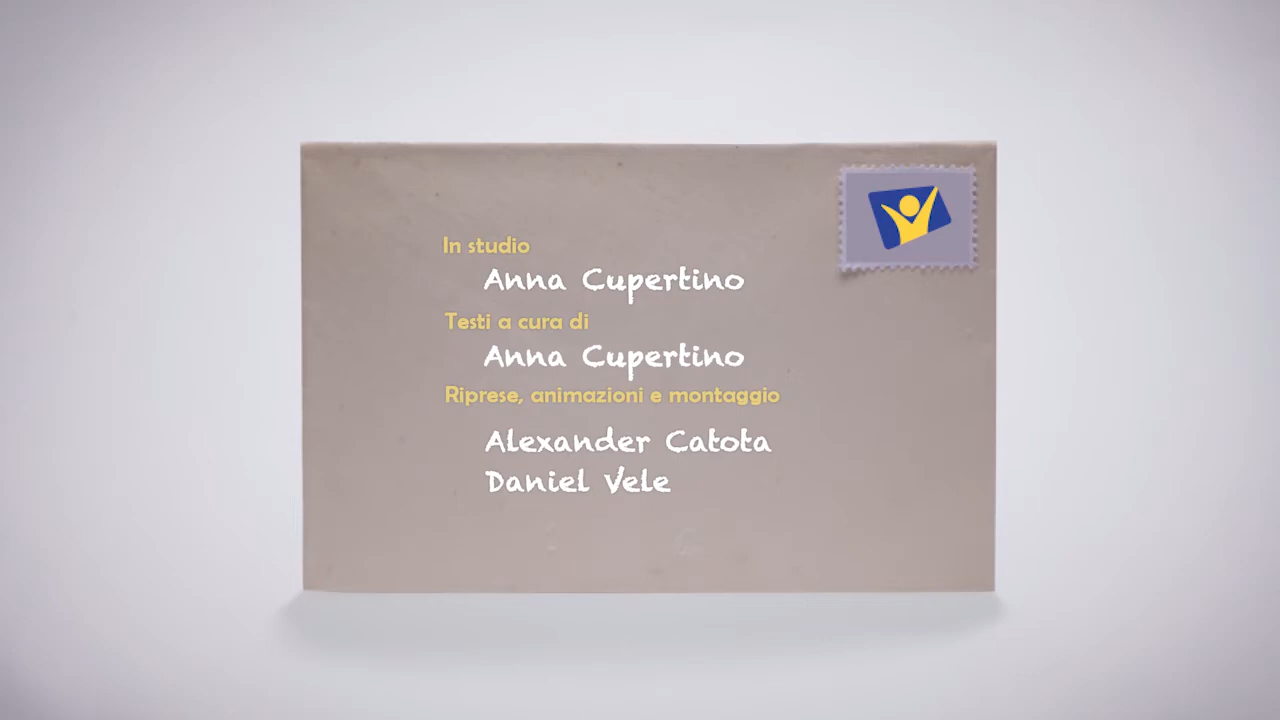 In studio
Anna Cupertino
Testi a cura di
Anna Cupertino
Riprese, animazioni e montaggio
Alexander Catota
Daniel Vele